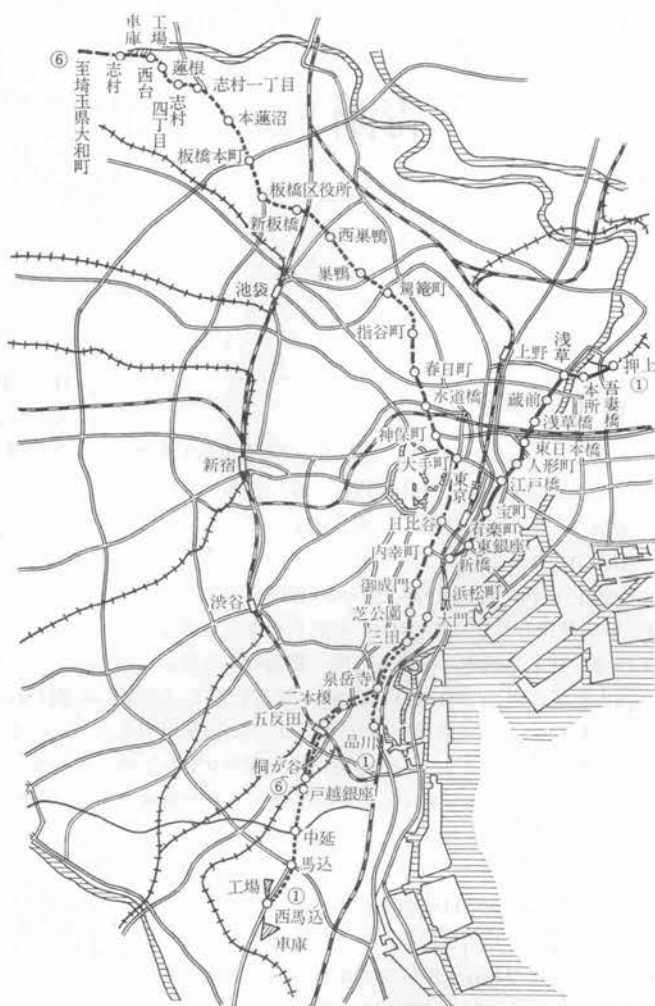 ⑥
至埼玉県大和町
志村
車庫
工場
西台
蓮根
志村四丁目
志村一丁目
本蓮沼
板橋本町
板橋区役所
新板橋
西巣鴨
巣鴨
駕篭町
池袋
指谷町
春日町
水道橋
神保町
大手町
上野
浅草
押上
①
吾妻橋
本所
蔵前
浅草橋
東日本橋
人形町
江戸橋
東京
宝町
新宿
日比谷
有楽町
東銀座
新橋
内幸町
御成門
浜松町
芝公園
大門
三田
渋谷
泉岳寺
二本榎
五反田
品川
①
桐が谷
⑥
戸越銀座
中延
馬込
工場
①
西馬込
車庫